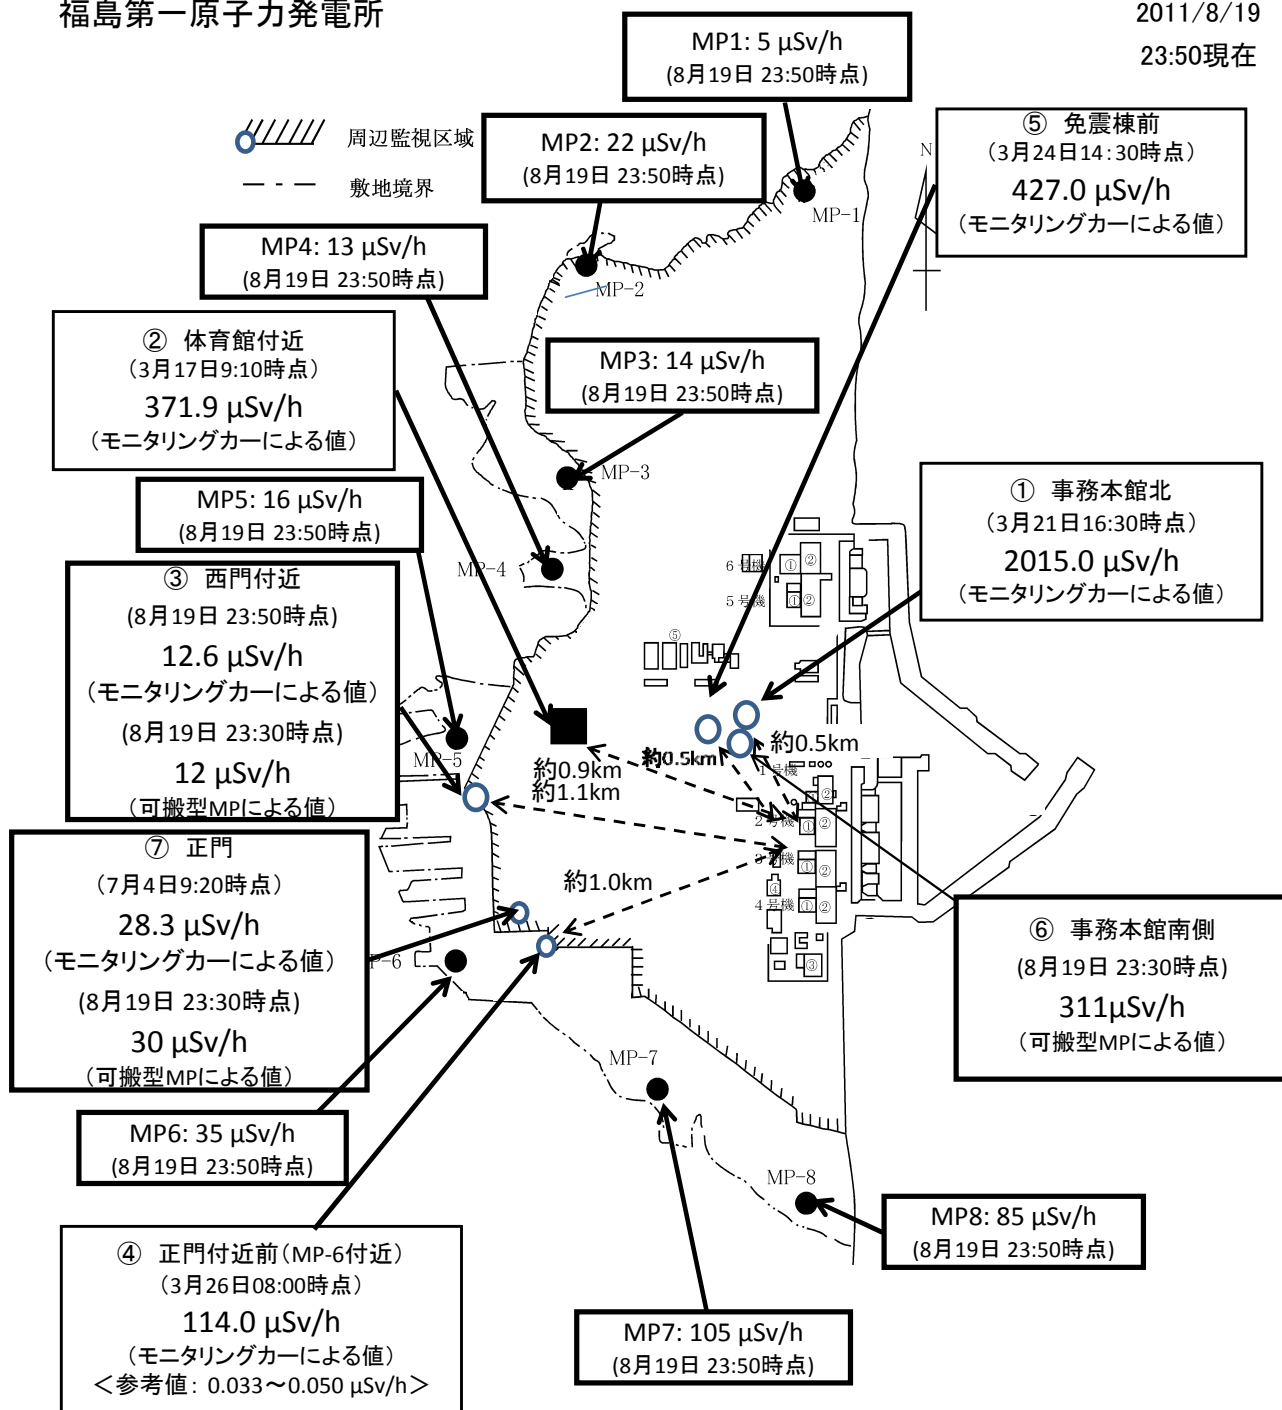 福島第一原子力発電所
2011/8/19
23:50現在
MP1: 5 μSv/h
(8月19日 23:50時点)
周辺監視区域
敷地境界
MP2: 22 μSv/h
(8月19日 23:50時点)
⑤ 免震棟前
(3月24日14:30時点)
427.0 μSv/h
(モニタリングカーによる値)
N
MP-1
MP4: 13 μSv/h
(8月19日 23:50時点)
MP-2
② 体育館付近
(3月17日9:10時点)
371.9 μSv/h
(モニタリングカーによる値)
MP3: 14 μSv/h
(8月19日 23:50時点)
MP-3
MP5: 16 μSv/h
(8月19日 23:50時点)
① 事務本館北
(3月21日16:30時点)
2015.0 μSv/h
(モニタリングカーによる値)
MP-4
6号機
① ②
5号機
① ②
③ 西門付近
(8月19日 23:50時点)
12.6 μSv/h
(モニタリングカーによる値)
(8月19日 23:30時点)
12 μSv/h
(可搬型MPによる値)
⑤
MP-5
約0.9km
約1.1km
約0.5km
約0.5km
1号機
②
2号機
① ②
3号機
① ②
④
4号機
① ②
③
約1.0km
⑦ 正門
(7月4日9:20時点)
28.3 μSv/h
(モニタリングカーによる値)
(8月19日 23:30時点)
30 μSv/h
(可搬型MPによる値)
P-6
⑥ 事務本館南側
(8月19日 23:30時点)
311μSv/h
(可搬型MPによる値)
MP-7
MP6: 35 μSv/h
(8月19日 23:50時点)
MP-8
MP8: 85 μSv/h
(8月19日 23:50時点)
④ 正門付近前(MP-6付近)
(3月26日08:00時点)
114.0 μSv/h
(モニタリングカーによる値)
<参考値: 0.033~0.050 μSv/h>
MP7: 105 μSv/h
(8月19日 23:50時点)